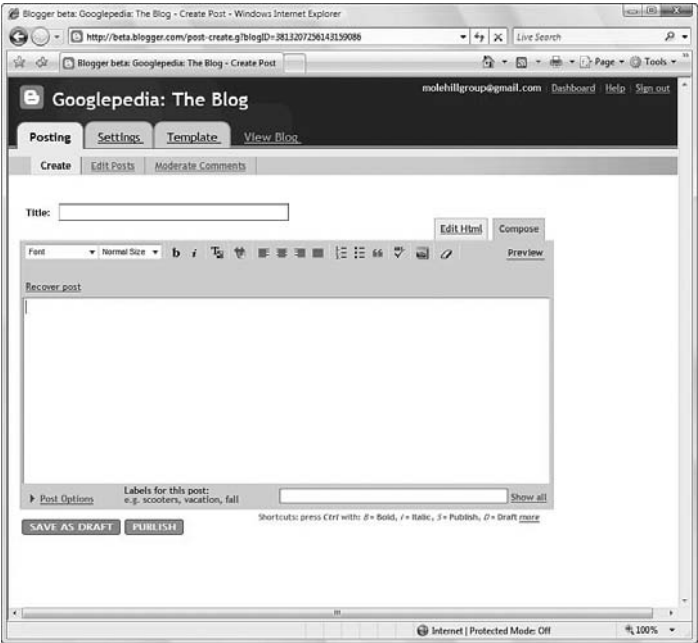 Blogger beta: Googlepedia: The Blog - Create Post - Windows Internet Explorer
http://beta.blogger.com/post-create.g?blogID=3813207256143159086
Live Search
Blogger beta: Googlepedia: The Blog - Create Post
Page
Tools
molehillgroup@gmail.com Dashboard Help Sign out
Googlepedia: The Blog
Posting Settings Template View Blog
Create Edit Posts Moderate Comments
Title:
Edit Html Compose
Font Normal Size b i Preview
Recover post
Post Options
Labels for this post:
e.g. scooters, vacation, fall
Show all
SAVE AS DRAFT PUBLISH
Shortcuts: press Ctrl with: B = Bold, I = Italic, S = Publish, D = Draft more
Internet | Protected Mode: Off 100%